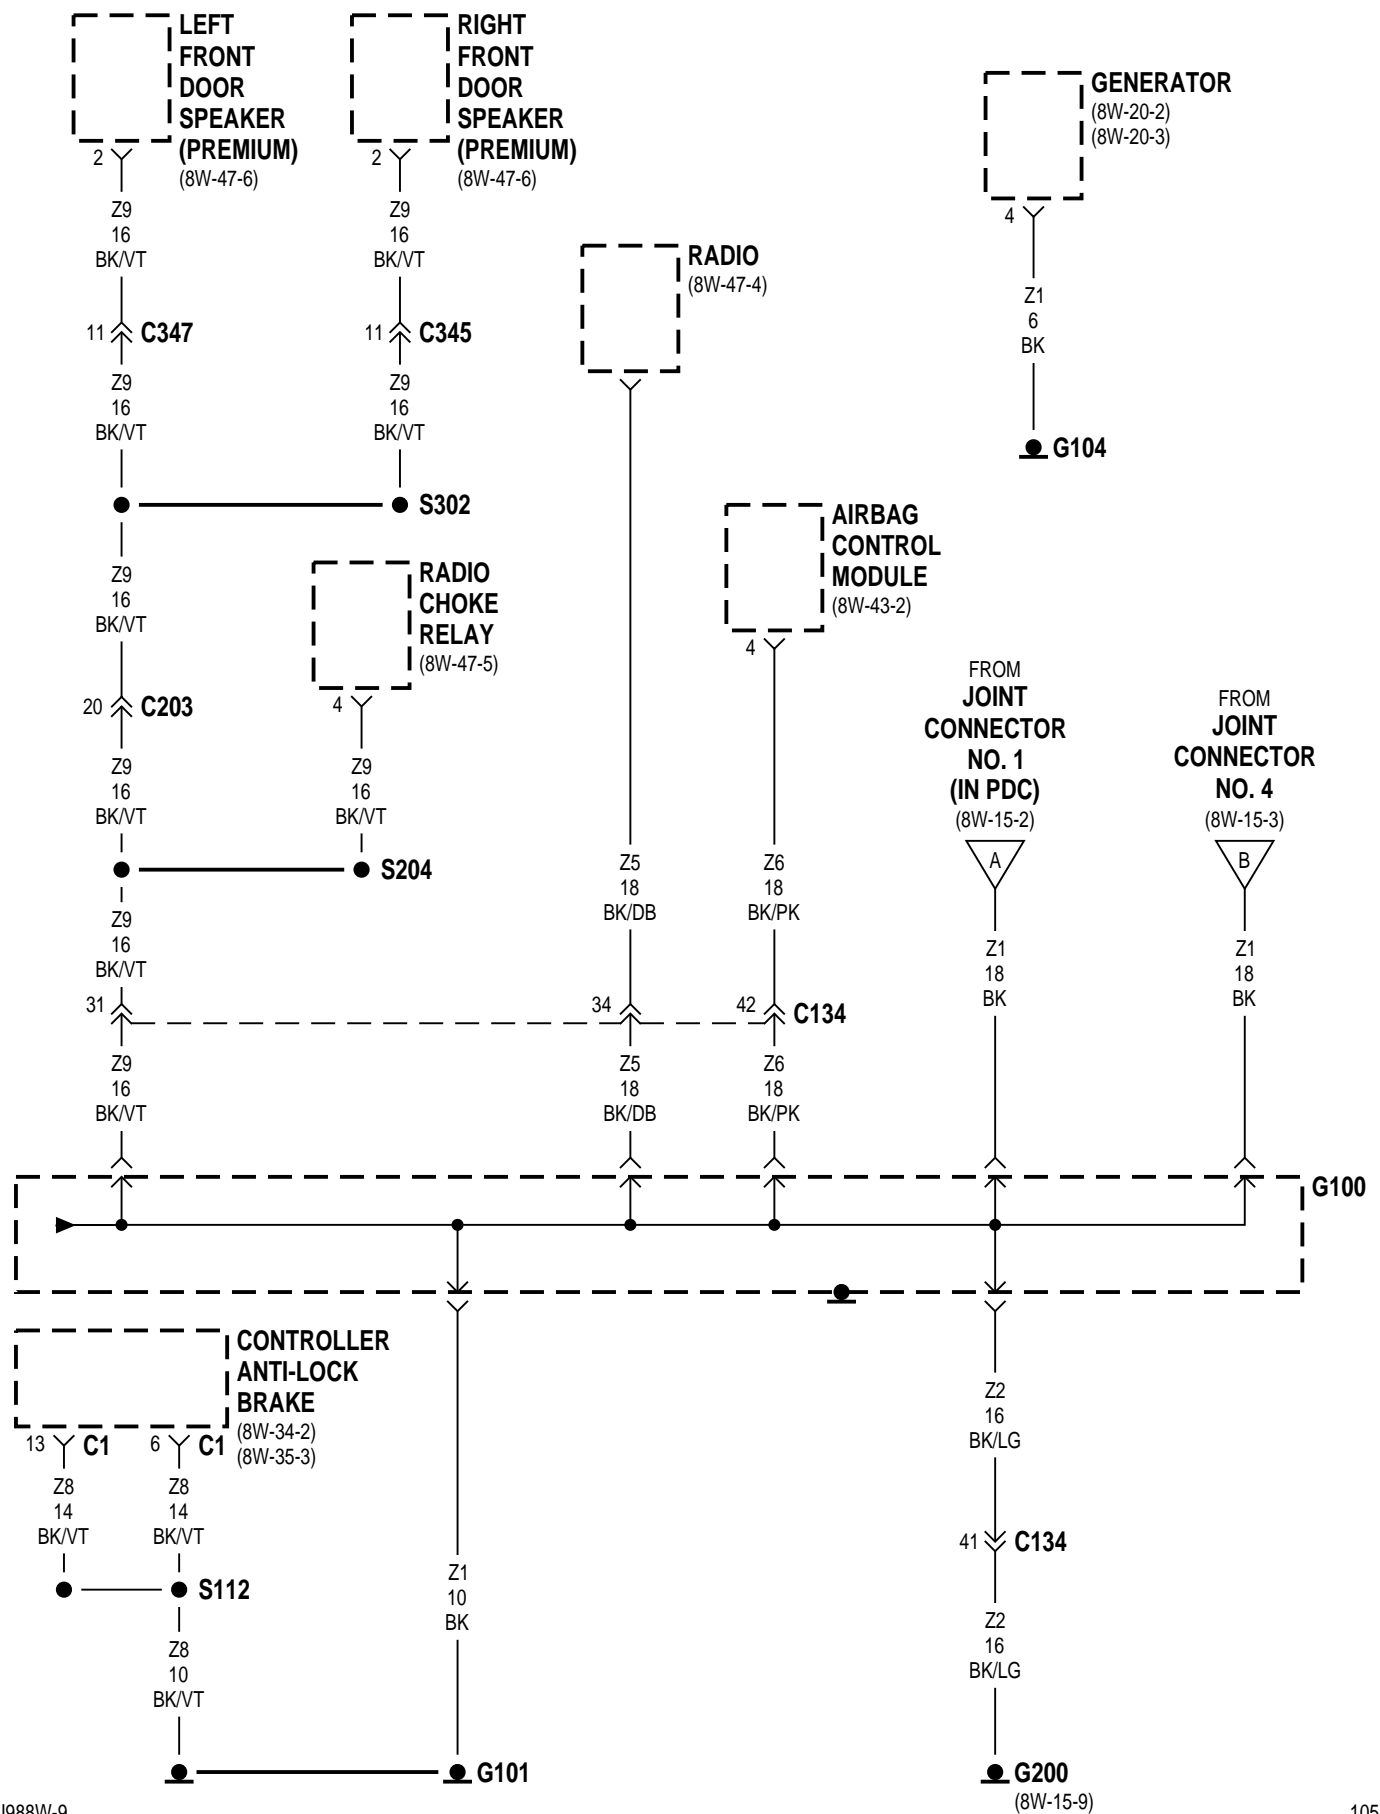 LEFT
FRONT
DOOR
SPEAKER
(PREMIUM)
(8W-47-6)
2
Z9
16
BK/VT
11
C347
Z9
16
BK/VT
RIGHT
FRONT
DOOR
SPEAKER
(PREMIUM)
(8W-47-6)
2
Z9
16
BK/VT
11
C345
Z9
16
BK/VT
S302
Z9
16
BK/VT
20
C203
Z9
16
BK/VT
RADIO
CHOKE
RELAY
(8W-47-5)
4
Z9
16
BK/VT
S204
Z9
16
BK/VT
31
Z9
16
BK/VT
RADIO
(8W-47-4)
Z5
18
BK/DB
34
Z5
18
BK/DB
AIRBAG
CONTROL
MODULE
(8W-43-2)
4
Z6
18
BK/PK
42
C134
Z6
18
BK/PK
GENERATOR
(8W-20-2)
(8W-20-3)
4
Z1
6
BK
G104
FROM
JOINT
CONNECTOR
NO. 1
(IN PDC)
(8W-15-2)
A
Z1
18
BK
FROM
JOINT
CONNECTOR
NO. 4
(8W-15-3)
B
Z1
18
BK
G100
CONTROLLER
ANTI-LOCK
BRAKE
(8W-34-2)
(8W-35-3)
13
C1
6
C1
Z8
14
BK/VT
Z8
14
BK/VT
S112
Z8
10
BK/VT
Z1
10
BK
G101
Z2
16
BK/LG
41
C134
Z2
16
BK/LG
G200
(8W-15-9)
J988W-9
105